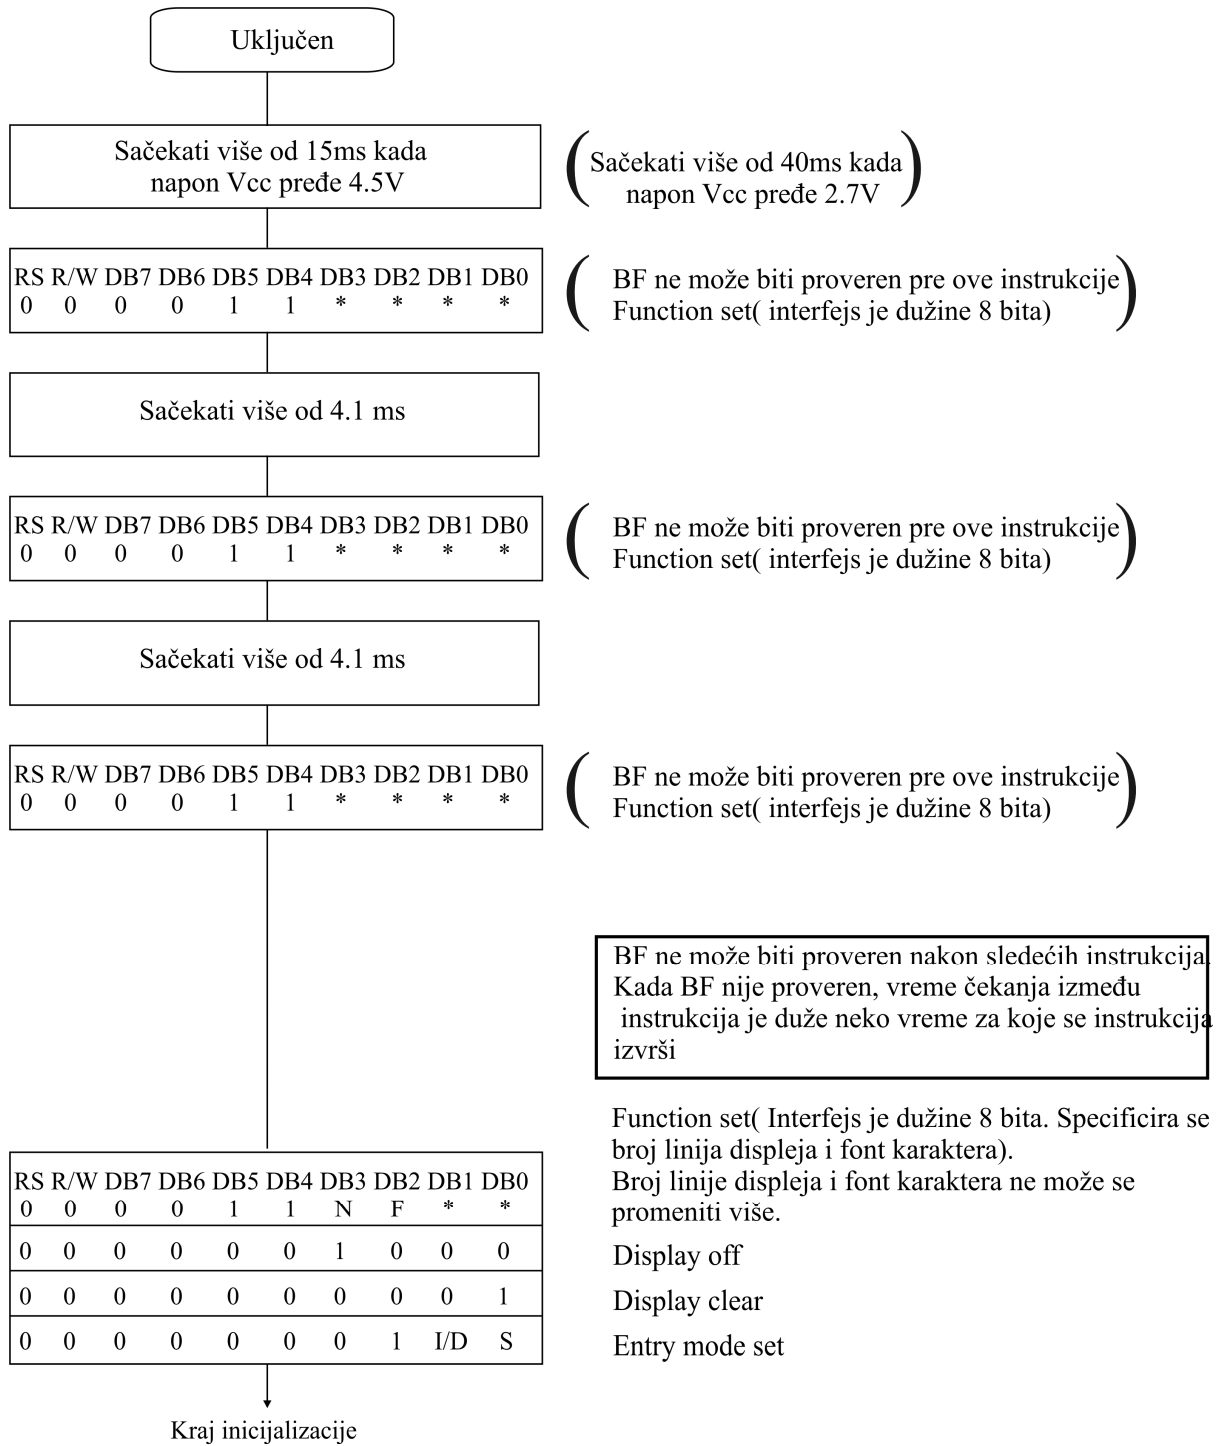 Uključen
Sačekati više od 15ms kada
napon Vcc pređe 4.5V
Sačekati više od 40ms kada
napon Vcc pređe 2.7V
RS R/W DB7 DB6 DB5 DB4 DB3 DB2 DB1 DB0
0 0 0 0 1 1 * * * *
BF ne može biti proveren pre ove instrukcije
Function set( interfejs je dužine 8 bita)
Sačekati više od 4.1 ms
RS R/W DB7 DB6 DB5 DB4 DB3 DB2 DB1 DB0
0 0 0 0 1 1 * * * *
BF ne može biti proveren pre ove instrukcije
Function set( interfejs je dužine 8 bita)
Sačekati više od 4.1 ms
RS R/W DB7 DB6 DB5 DB4 DB3 DB2 DB1 DB0
0 0 0 0 1 1 * * * *
BF ne može biti proveren pre ove instrukcije
Function set( interfejs je dužine 8 bita)
BF ne može biti proveren nakon sledećih instrukcija.
Kada BF nije proveren, vreme čekanja između
instrukcija je duže neko vreme za koje se instrukcija
izvrši
Function set( Interfejs je dužine 8 bita. Specificira se
broj linija displeja i font karaktera).
Broj linije displeja i font karaktera ne može se
promeniti više.
RS R/W DB7 DB6 DB5 DB4 DB3 DB2 DB1 DB0
0 0 0 0 1 1 N F * *
0 0 0 0 0 0 1 0 0 0
Display off
0 0 0 0 0 0 0 0 0 1
Display clear
0 0 0 0 0 0 0 1 I/D S
Entry mode set
Kraj inicijalizacije